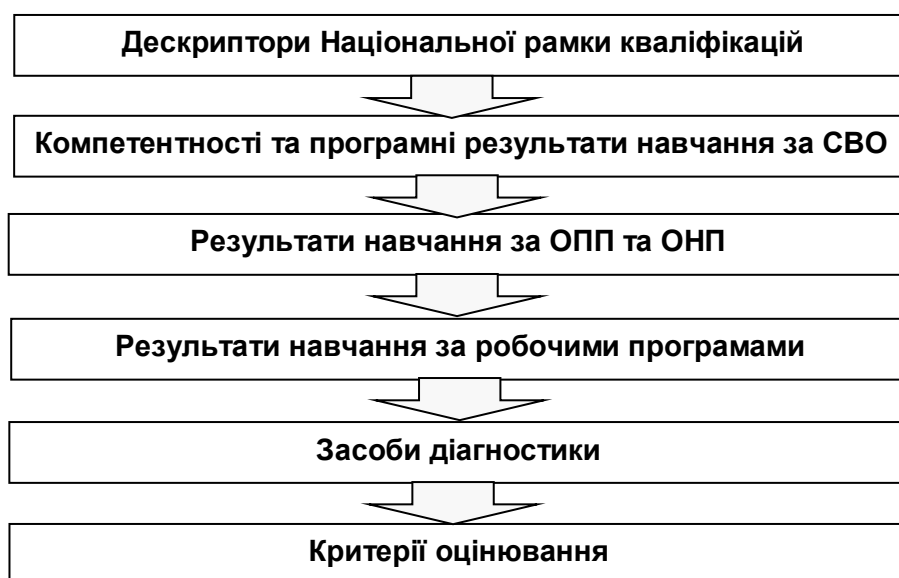 Дескриптори Національної рамки кваліфікацій
Компетентності та програмні результати навчання за СВО
Результати навчання за ОПП та ОНП
Результати навчання за робочими програмами
Засоби діагностики
Критерії оцінювання